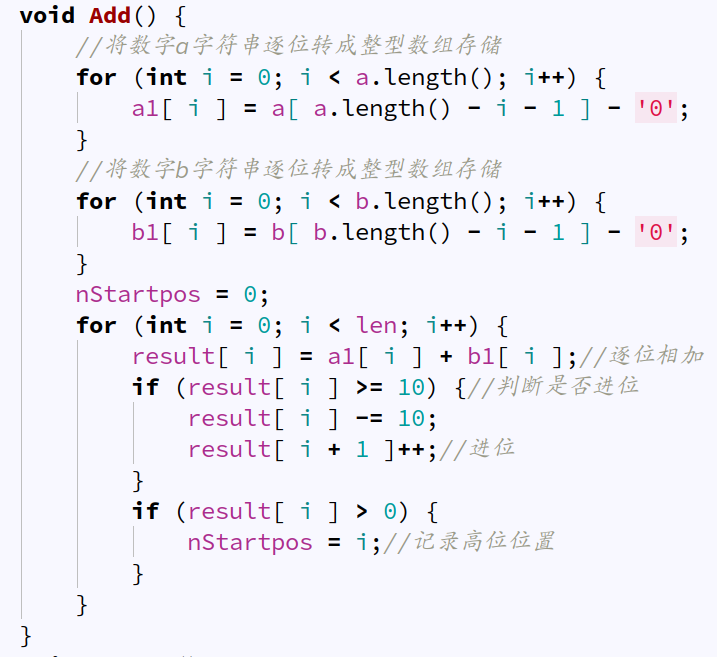 void Add() {
    //将数字a字符串逐位转成整型数组存储
    for (int i = 0; i < a.length(); i++) {
        a1[ i ] = a[ a.length() - i - 1 ] - '0';
    }
    //将数字b字符串逐位转成整型数组存储
    for (int i = 0; i < b.length(); i++) {
        b1[ i ] = b[ b.length() - i - 1 ] - '0';
    }
    nStartpos = 0;
    for (int i = 0; i < len; i++) {
        result[ i ] = a1[ i ] + b1[ i ];//逐位相加
        if (result[ i ] >= 10) {//判断是否进位
            result[ i ] -= 10;
            result[ i + 1 ]++;//进位
        }
        if (result[ i ] > 0) {
            nStartpos = i;//记录高位位置
        }
    }
}